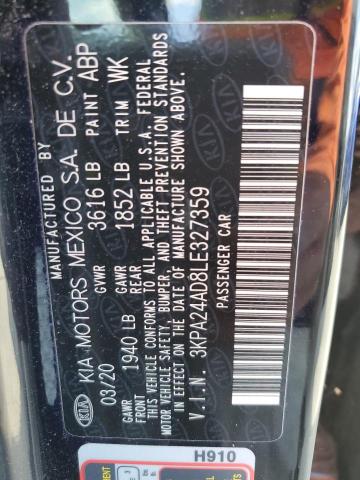 MANUFACTURED BY
KIA KIA MOTORS MEXICO S.A. DE C.V.
03/20 GVWR 3616 LB PAINT ABP
GAWR FRONT 1940 LB GAWR REAR 1852 LB TRIM WK
THIS VEHICLE CONFORMS TO ALL APPLICABLE U.S.A. FEDERAL
MOTOR VEHICLE SAFETY, BUMPER, AND THEFT PREVENTION STANDARDS
IN EFFECT ON THE DATE OF MANUFACTURE SHOWN ABOVE.
V.I.N. 3KPA24AD8LE327359
PASSENGER CAR
H910